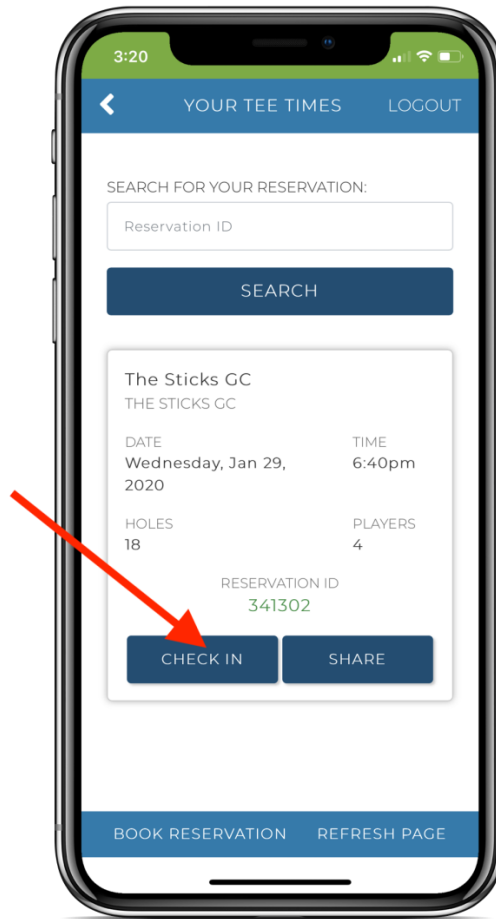 3:20
YOUR TEE TIMES LOGOUT
SEARCH FOR YOUR RESERVATION:
Reservation ID
SEARCH
The Sticks GC
THE STICKS GC
DATE TIME
Wednesday, Jan 29, 6:40pm
2020
HOLES PLAYERS
18 4
RESERVATION ID
341302
CHECK IN SHARE
BOOK RESERVATION REFRESH PAGE